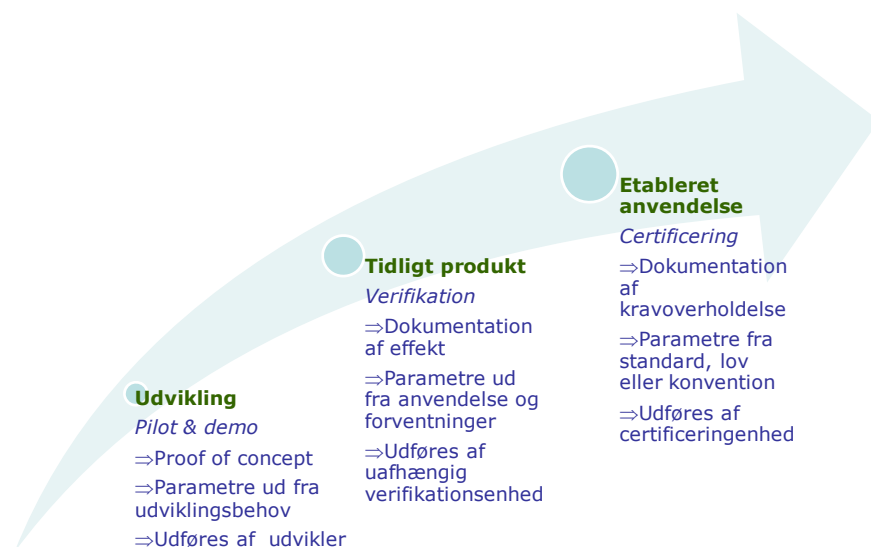 Udvikling
Pilot & demo
⇒Proof of concept
⇒Parametre ud fra
udviklingsbehov
⇒Udføres af udvikler
Tidligt produkt
Verifikation
⇒Dokumentation
af effekt
⇒Parametre ud
fra anvendelse og
forventninger
⇒Udføres af
uafhængig
verifikationsenhed
Etableret
anvendelse
Certificering
⇒Dokumentation
af
kravoverholdelse
⇒Parametre fra
standard, lov
eller konvention
⇒Udføres af
certificeringenhed